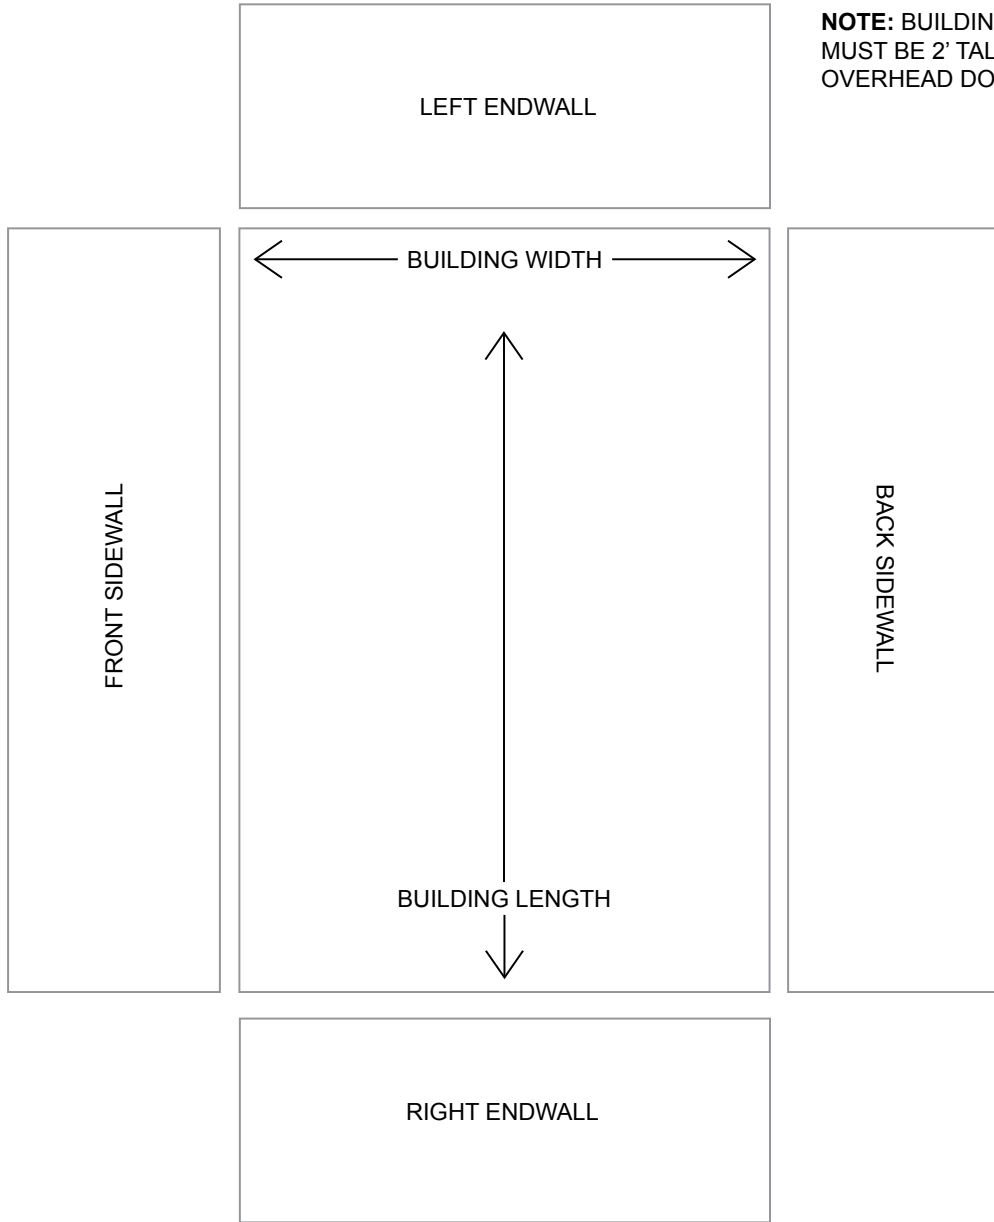 NOTE: BUILDIN
MUST BE 2’ TAL
OVERHEAD DO
LEFT ENDWALL
BUILDING WIDTH
FRONT SIDEWALL
BACK SIDEWALL
BUILDING LENGTH
RIGHT ENDWALL